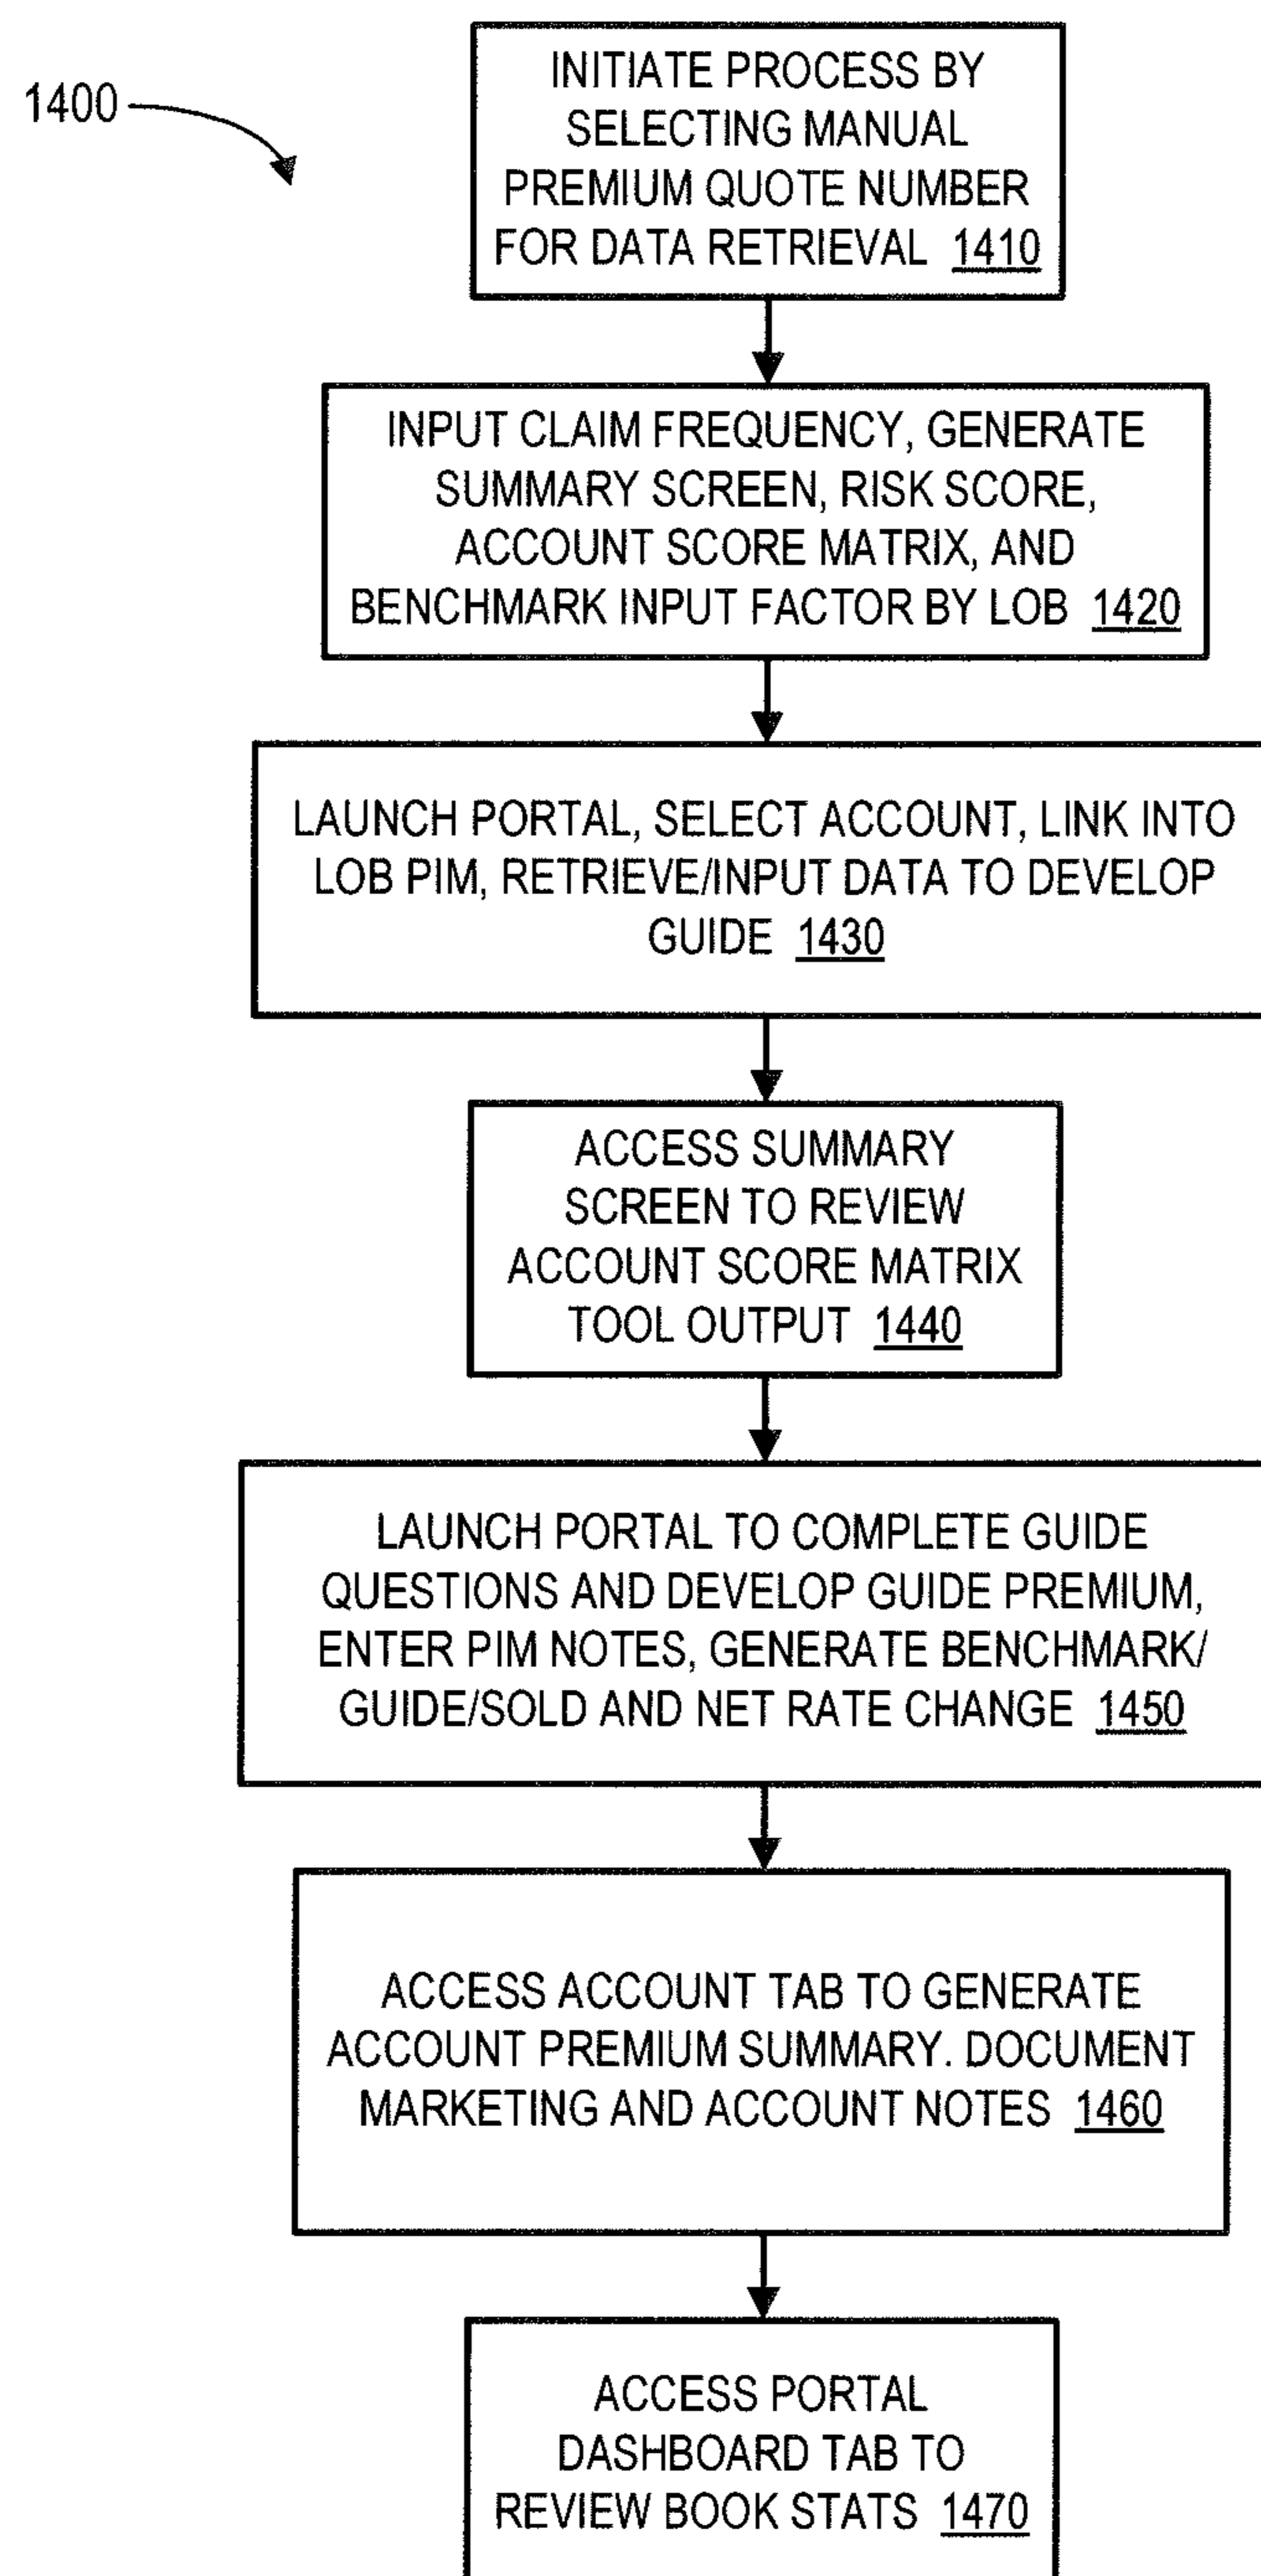 1400
INITIATE PROCESS BY
SELECTING MANUAL
PREMIUM QUOTE NUMBER
FOR DATA RETRIEVAL 1410
INPUT CLAIM FREQUENCY, GENERATE
SUMMARY SCREEN, RISK SCORE,
ACCOUNT SCORE MATRIX, AND
BENCHMARK INPUT FACTOR BY LOB 1420
LAUNCH PORTAL, SELECT ACCOUNT, LINK INTO
LOB PIM, RETRIEVE/INPUT DATA TO DEVELOP
GUIDE 1430
ACCESS SUMMARY
SCREEN TO REVIEW
ACCOUNT SCORE MATRIX
TOOL OUTPUT 1440
LAUNCH PORTAL TO COMPLETE GUIDE
QUESTIONS AND DEVELOP GUIDE PREMIUM,
ENTER PIM NOTES, GENERATE BENCHMARK/
GUIDE/SOLD AND NET RATE CHANGE 1450
ACCESS ACCOUNT TAB TO GENERATE
ACCOUNT PREMIUM SUMMARY. DOCUMENT
MARKETING AND ACCOUNT NOTES 1460
ACCESS PORTAL
DASHBOARD TAB TO
REVIEW BOOK STATS 1470